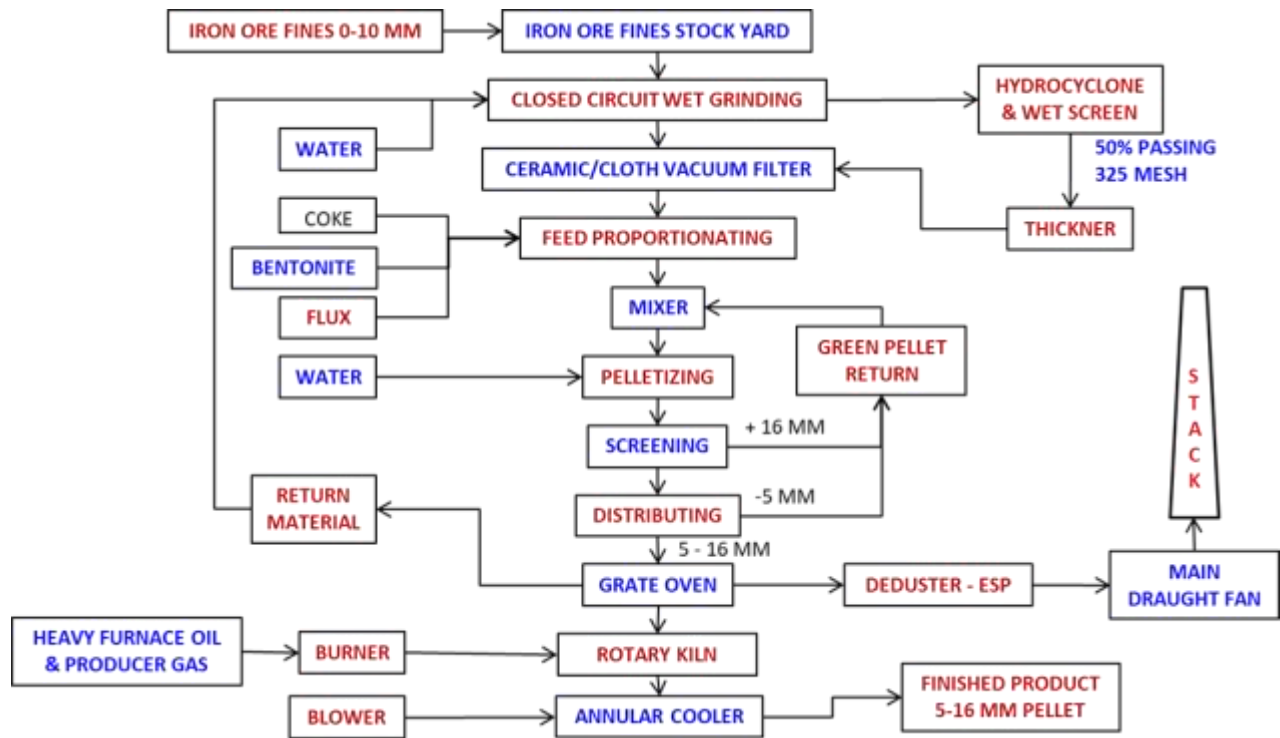 IRON ORE FINES 0-10 MM
IRON ORE FINES STOCK YARD
CLOSED CIRCUIT WET GRINDING
HYDROCYCLONE
& WET SCREEN
WATER
50% PASSING
325 MESH
CERAMIC/CLOTH VACUUM FILTER
COKE
FEED PROPORTIONATING
THICKNER
BENTONITE
FLUX
MIXER
GREEN PELLET
RETURN
WATER
PELLETIZING
STACK
+ 16 MM
SCREENING
-5 MM
RETURN
MATERIAL
DISTRIBUTING
5 - 16 MM
GRATE OVEN
DEDUSTER - ESP
MAIN
DRAUGHT FAN
HEAVY FURNACE OIL
& PRODUCER GAS
BURNER
ROTARY KILN
FINISHED PRODUCT
5-16 MM PELLET
BLOWER
ANNULAR COOLER